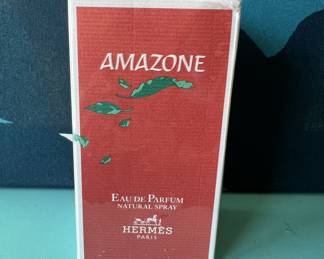 AMAZONE
EAU DE PARFUM
NATURAL SPRAY
HERMÈS
PARIS